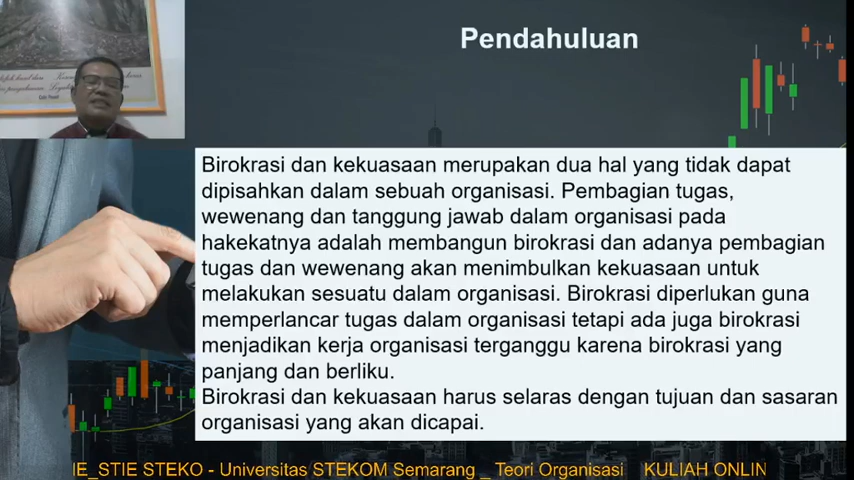 Pendahuluan
Kata Pusaka
Birokrasi dan kekuasaan merupakan dua hal yang tidak dapat
dipisahkan dalam sebuah organisasi. Pembagian tugas,
wewenang dan tanggung jawab dalam organisasi pada
hakekatnya adalah membangun birokrasi dan adanya pembagian
tugas dan wewenang akan menimbulkan kekuasaan untuk
melakukan sesuatu dalam organisasi. Birokrasi diperlukan guna
memperlancar tugas dalam organisasi tetapi ada juga birokrasi
menjadikan kerja organisasi terganggu karena birokrasi yang
panjang dan berliku.
Birokrasi dan kekuasaan harus selaras dengan tujuan dan sasaran
organisasi yang akan dicapai.
IE_STIE STEKO - Universitas STEKOM Semarang _ Teori Organisasi KULIAH ONLIN